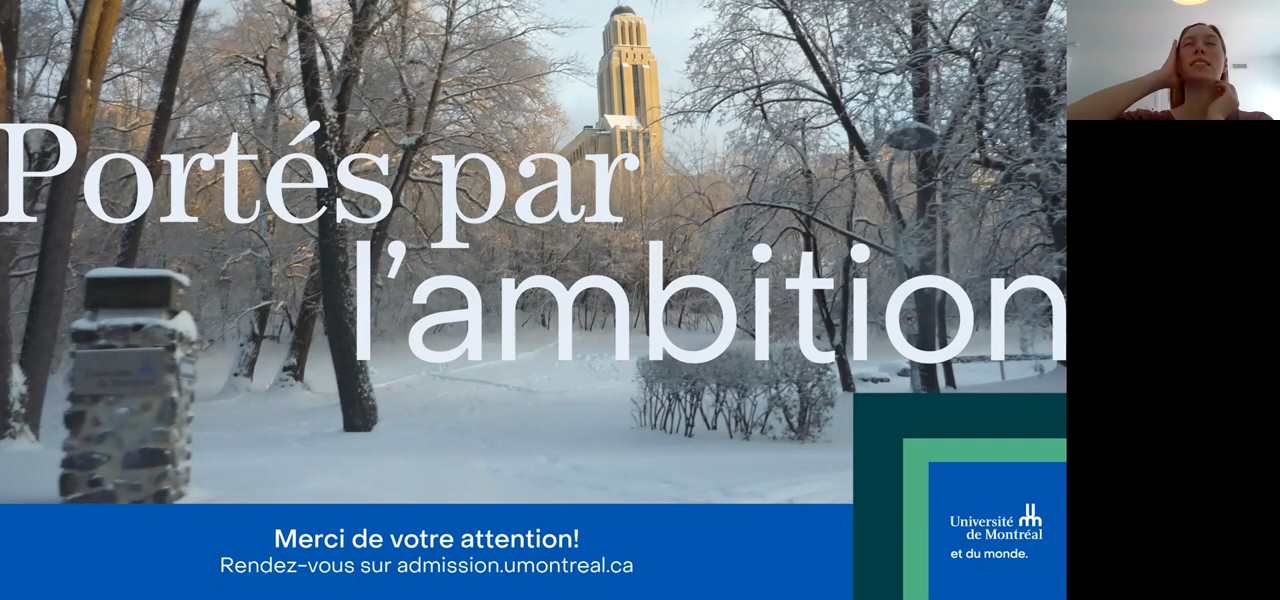 Portés par
l’ambition
Merci de votre attention!
Rendez-vous sur admission.umontreal.ca
Université
de Montréal
et du monde.